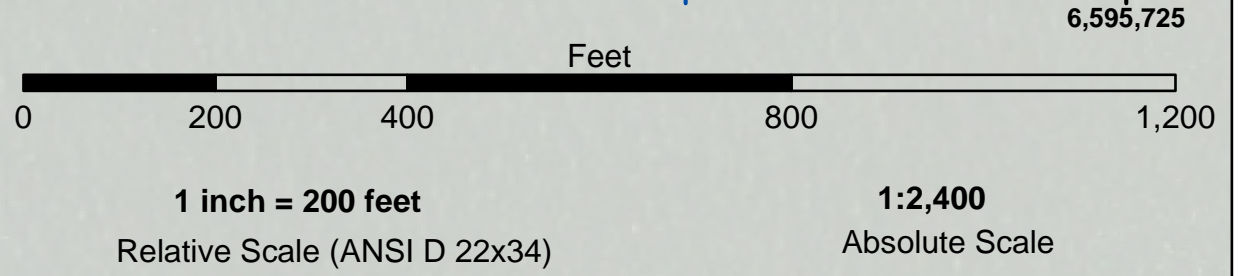 6,595,725
Feet
0 200 400 800 1,200
1 inch = 200 feet 1:2,400
Relative Scale (ANSI D 22x34) Absolute Scale